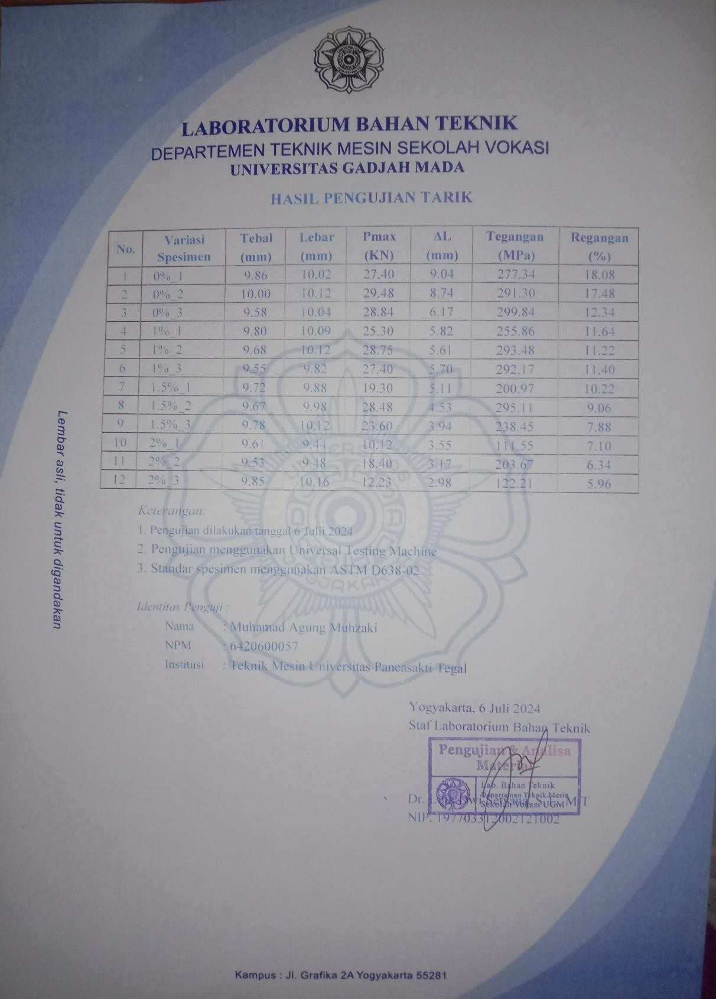 LABORATORIUM BAHAN TEKNIK
DEPARTEMEN TEKNIK MESIN SEKOLAH VOKASI
UNIVERSITAS GADJAH MADA
HASIL PENGUJIAN TARIK
No. Variasi Spesimen Tebal (mm) Lebar (mm) Pmax (KN) ΔL (mm) Tegangan (MPa) Regangan (%)
1 0%_1 9.86 10.02 27.40 9.04 277.34 18.08
2 0%_2 10.00 10.12 29.48 8.74 291.30 17.48
3 0%_3 9.58 10.04 28.84 6.17 299.84 12.34
4 1%_1 9.80 10.09 25.30 5.82 255.86 11.64
5 1%_2 9.68 10.12 28.75 5.61 293.48 11.22
6 1%_3 9.55 9.82 27.40 5.70 292.17 11.40
7 1.5%_1 9.72 9.88 19.30 5.11 200.97 10.22
8 1.5%_2 9.67 9.98 28.48 4.53 295.11 9.06
9 1.5%_3 9.78 10.12 23.60 3.94 238.45 7.88
10 2%_1 9.61 9.44 10.12 3.55 111.55 7.10
11 2%_2 9.53 9.48 18.40 3.17 203.67 6.34
12 2%_3 9.85 10.16 12.23 2.98 122.21 5.96
Keterangan:
1. Pengujian dilakukan tanggal 6 Julii 2024
2. Pengujian menggunakan Universal Testing Machine
3. Standar spesimen menggunakan ASTM D638-02
Identitas Penguji :
Nama : Muhamad Agung Muhzaki
NPM : 6420600057
Institusi : Teknik Mesin Universitas Pancasakti Tegal
Lembar asli, tidak untuk digandakan
Yogyakarta, 6 Juli 2024
Staf Laboratorium Bahan Teknik
Pengujian & Analisa
Material
Lab. Bahan Teknik
Departemen Teknik Mesin
Sekolah Vokasi UGM
Dr.
NIP. 197703312002121002
Kampus : Jl. Grafika 2A Yogyakarta 55281